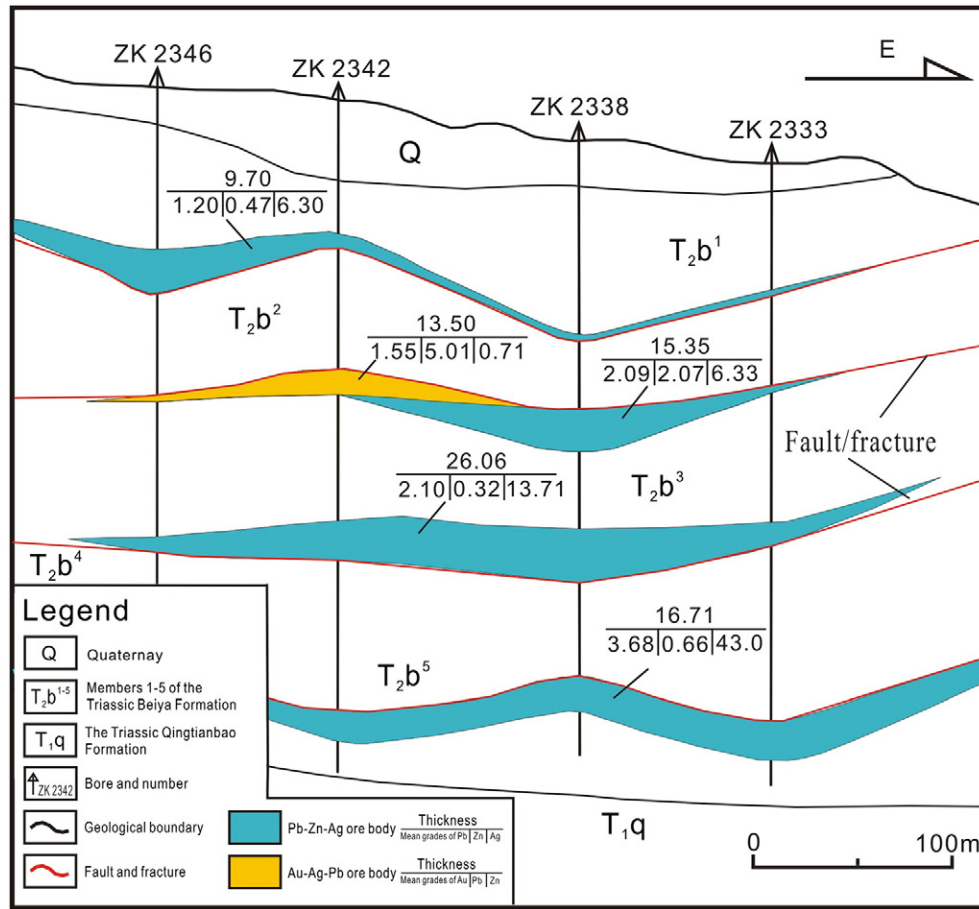 ZK 2346
ZK 2342
ZK 2338
ZK 2333
E
Q
9.70
1.20|0.47|6.30
T₂b¹
T₂b²
13.50
1.55|5.01|0.71
15.35
2.09|2.07|6.33
Fault/fracture
26.06
2.10|0.32|13.71
T₂b³
T₂b⁴
16.71
3.68|0.66|43.0
T₂b⁵
T₁q
0 100m
Legend
Q Quaternay
T₂b¹⁻⁵ Members 1-5 of the
Triassic Beiya Formation
T₁q The Triassic Qingtianbao
Formation
ZK 2342 Bore and number
Geological boundary
Fault and fracture
Pb-Zn-Ag ore body Thickness
Mean grades of Pb|Zn|Ag
Au-Ag-Pb ore body Thickness
Mean grades of Au|Pb|Zn